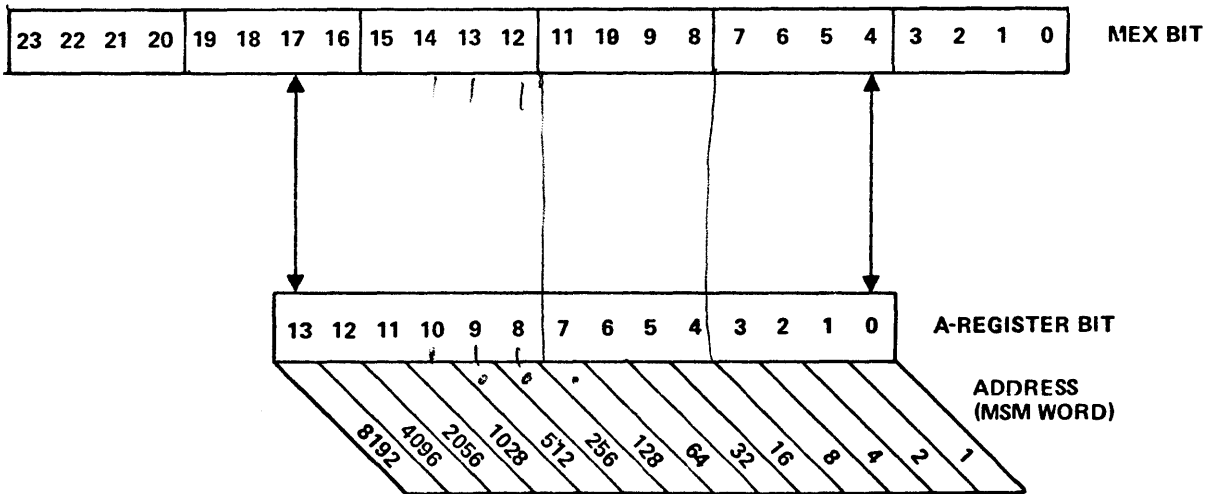 23 22 21 20 19 18 17 16 15 14 13 12 11 10 9 8 7 6 5 4 3 2 1 0 MEX BIT
13 12 11 10 9 8 7 6 5 4 3 2 1 0 A-REGISTER BIT
8192 4096 2056 1028 512 256 128 64 32 16 8 4 2 1 ADDRESS
(MSM WORD)